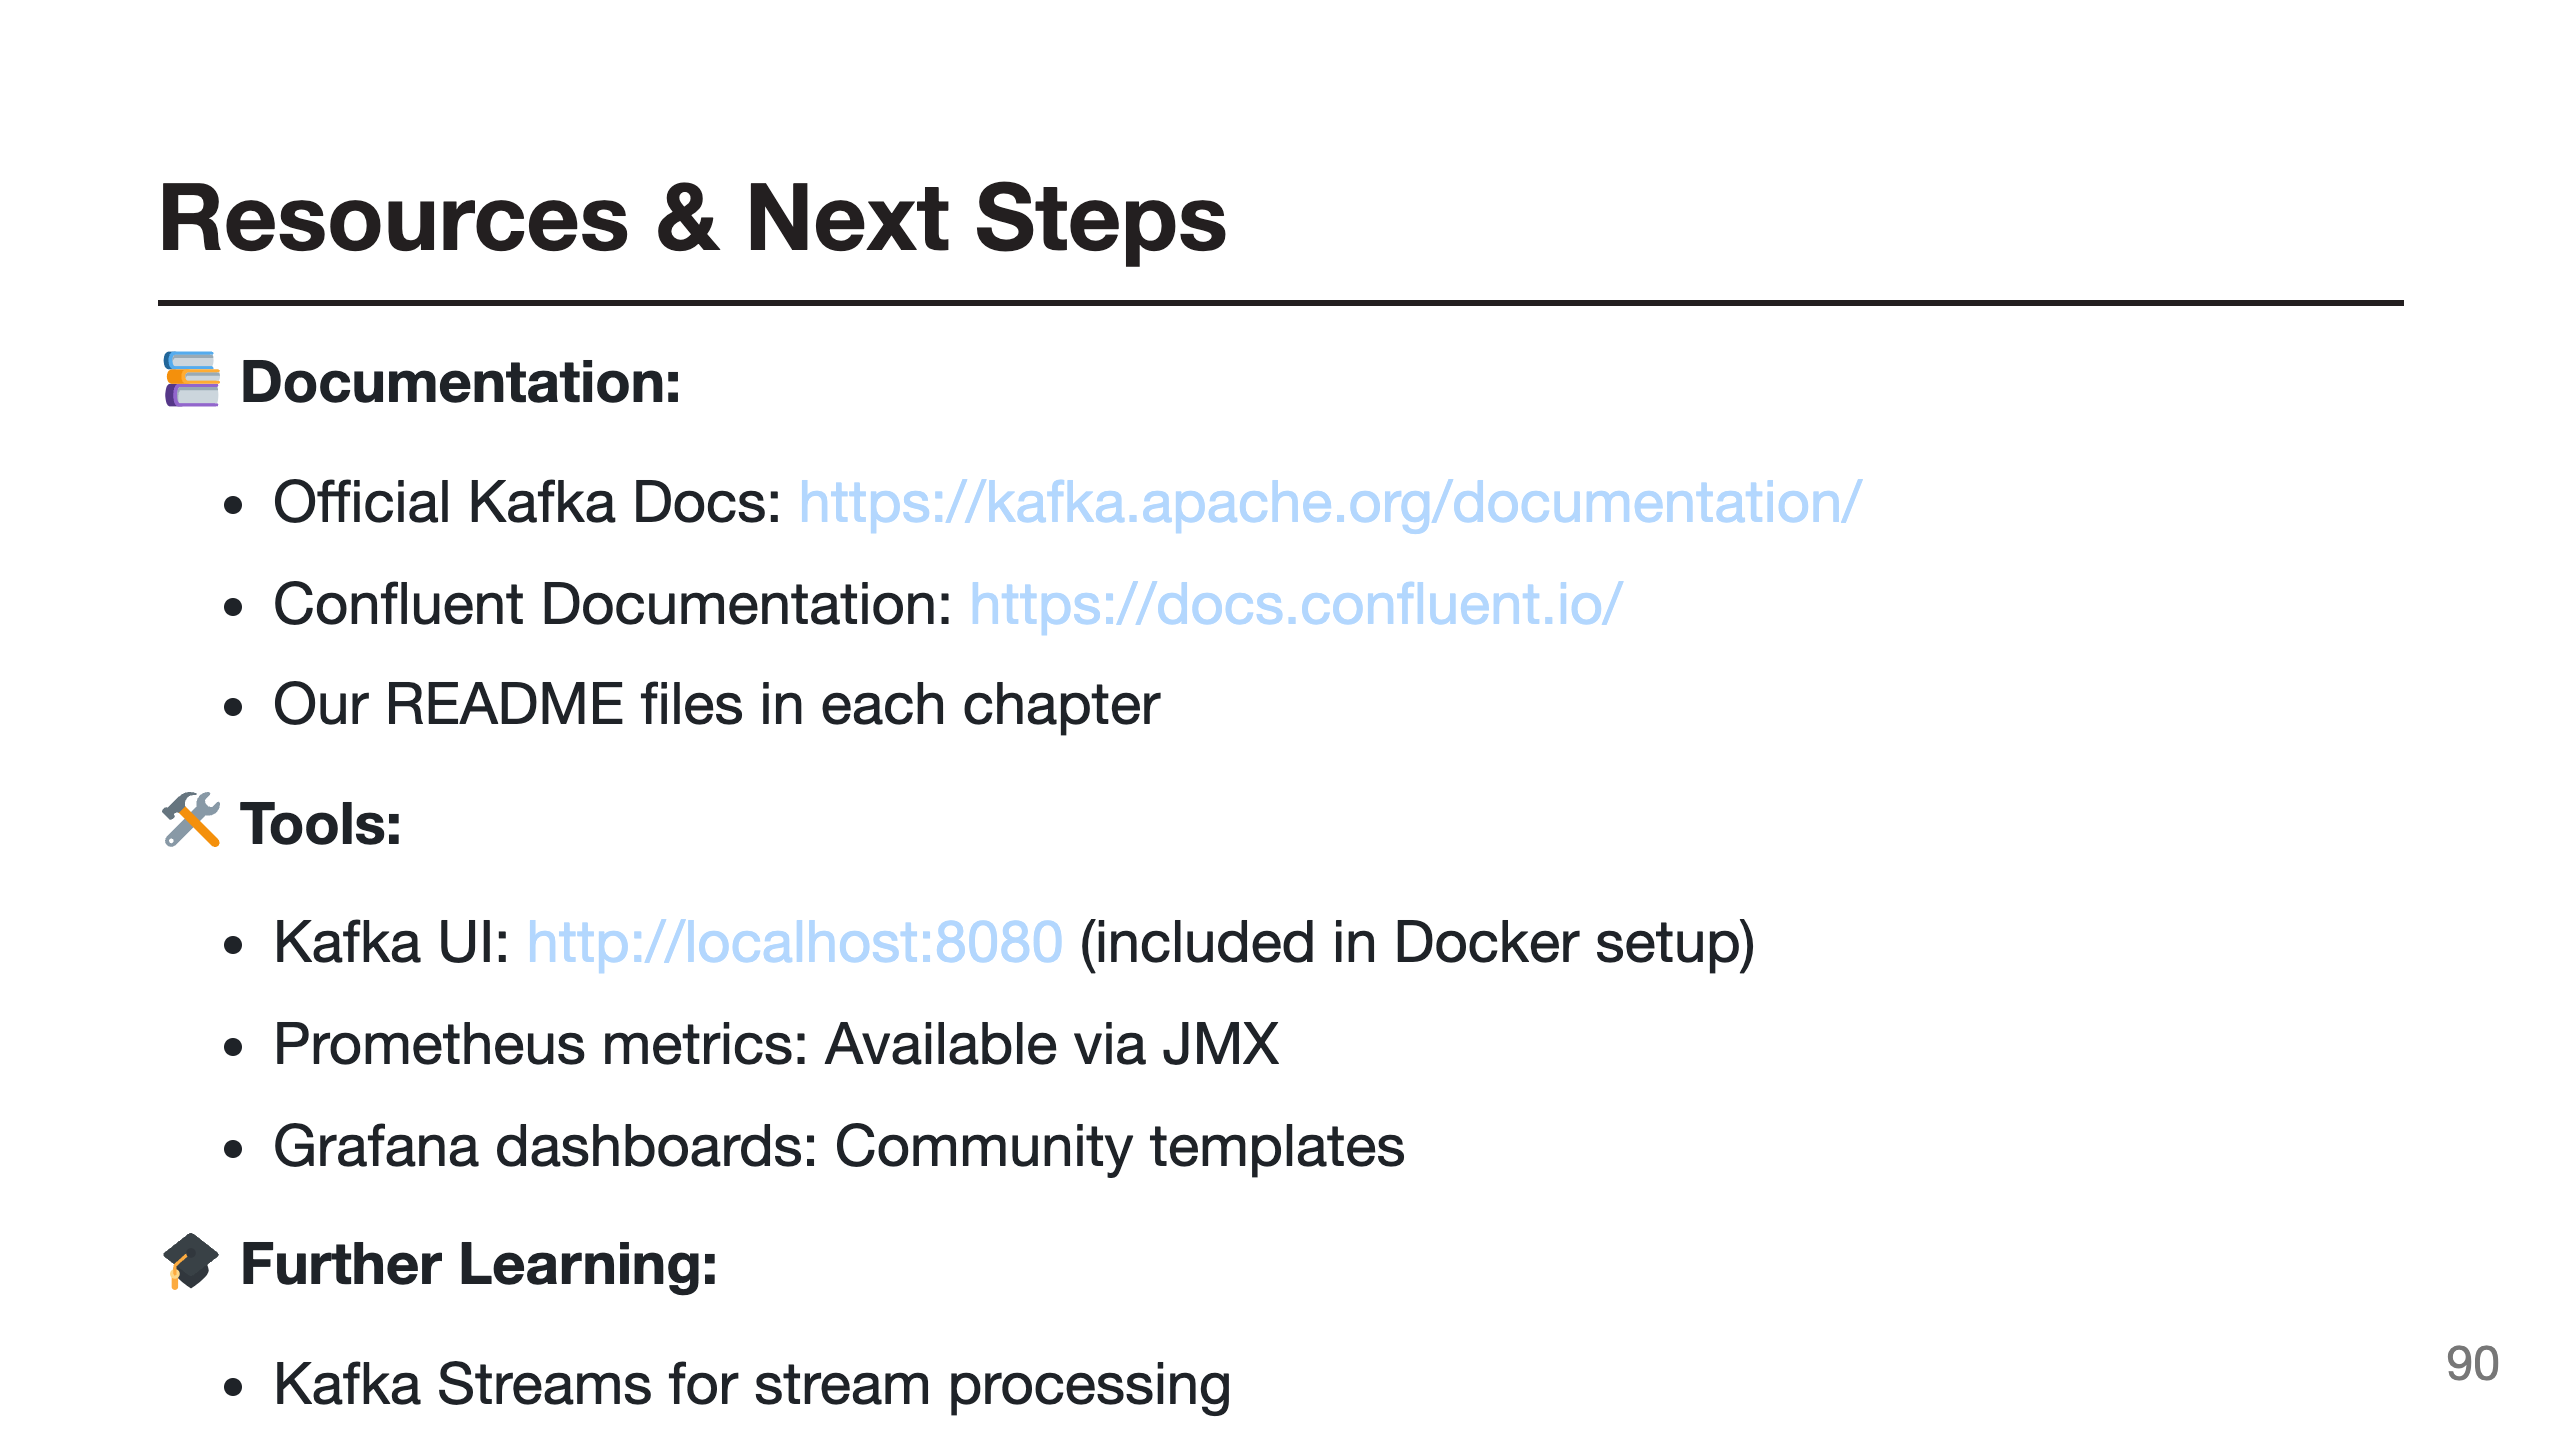 Resources & Next Steps
📚 Documentation:
• Official Kafka Docs: https://kafka.apache.org/documentation/
• Confluent Documentation: https://docs.confluent.io/
• Our README files in each chapter
🛠️ Tools:
• Kafka UI: http://localhost:8080 (included in Docker setup)
• Prometheus metrics: Available via JMX
• Grafana dashboards: Community templates
🎓 Further Learning:
• Kafka Streams for stream processing
90